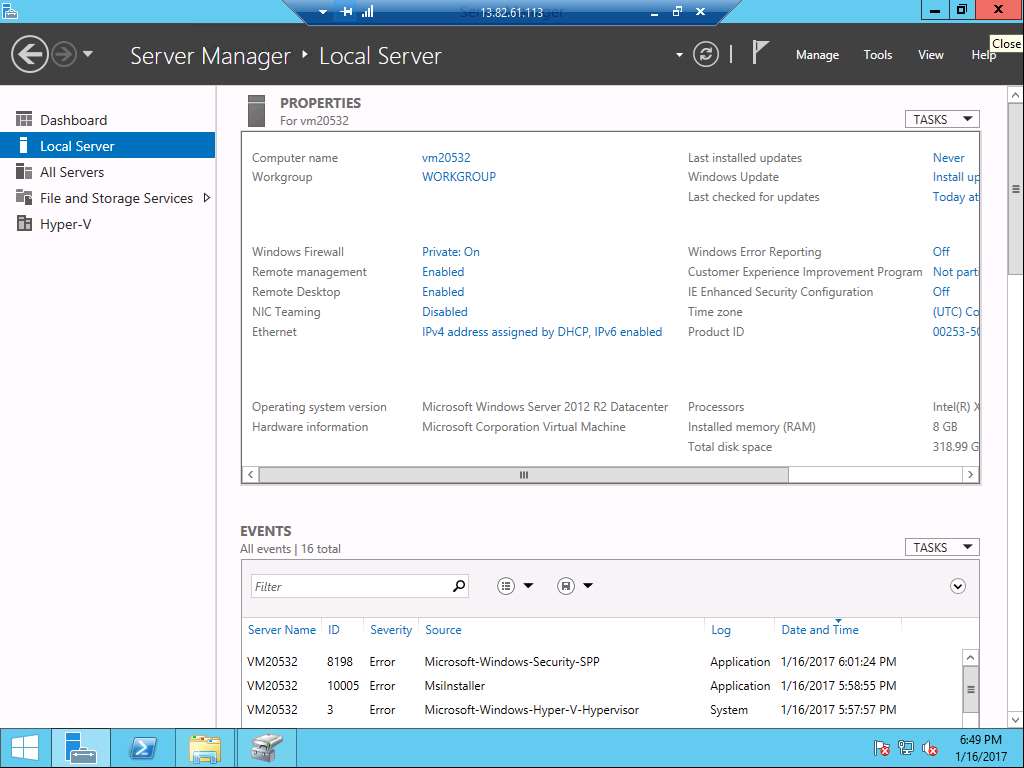 13.82.61.113
Server Manager ‣ Local Server
Manage
Tools
View
Help
Close
Dashboard
Local Server
All Servers
File and Storage Services
Hyper-V
PROPERTIES
For vm20532
TASKS
Computer name vm20532 Last installed updates Never
Workgroup WORKGROUP Windows Update Install up
Last checked for updates Today at
Windows Firewall Private: On Windows Error Reporting Off
Remote management Enabled Customer Experience Improvement Program Not part
Remote Desktop Enabled IE Enhanced Security Configuration Off
NIC Teaming Disabled Time zone (UTC) Co
Ethernet IPv4 address assigned by DHCP, IPv6 enabled Product ID 00253-50
Operating system version Microsoft Windows Server 2012 R2 Datacenter Processors Intel(R) X
Hardware information Microsoft Corporation Virtual Machine Installed memory (RAM) 8 GB
Total disk space 318.99 G
EVENTS
All events | 16 total
TASKS
Filter
Server Name ID Severity Source Log Date and Time
VM20532 8198 Error Microsoft-Windows-Security-SPP Application 1/16/2017 6:01:24 PM
VM20532 10005 Error MsiInstaller Application 1/16/2017 5:58:55 PM
VM20532 3 Error Microsoft-Windows-Hyper-V-Hypervisor System 1/16/2017 5:57:57 PM
6:49 PM
1/16/2017